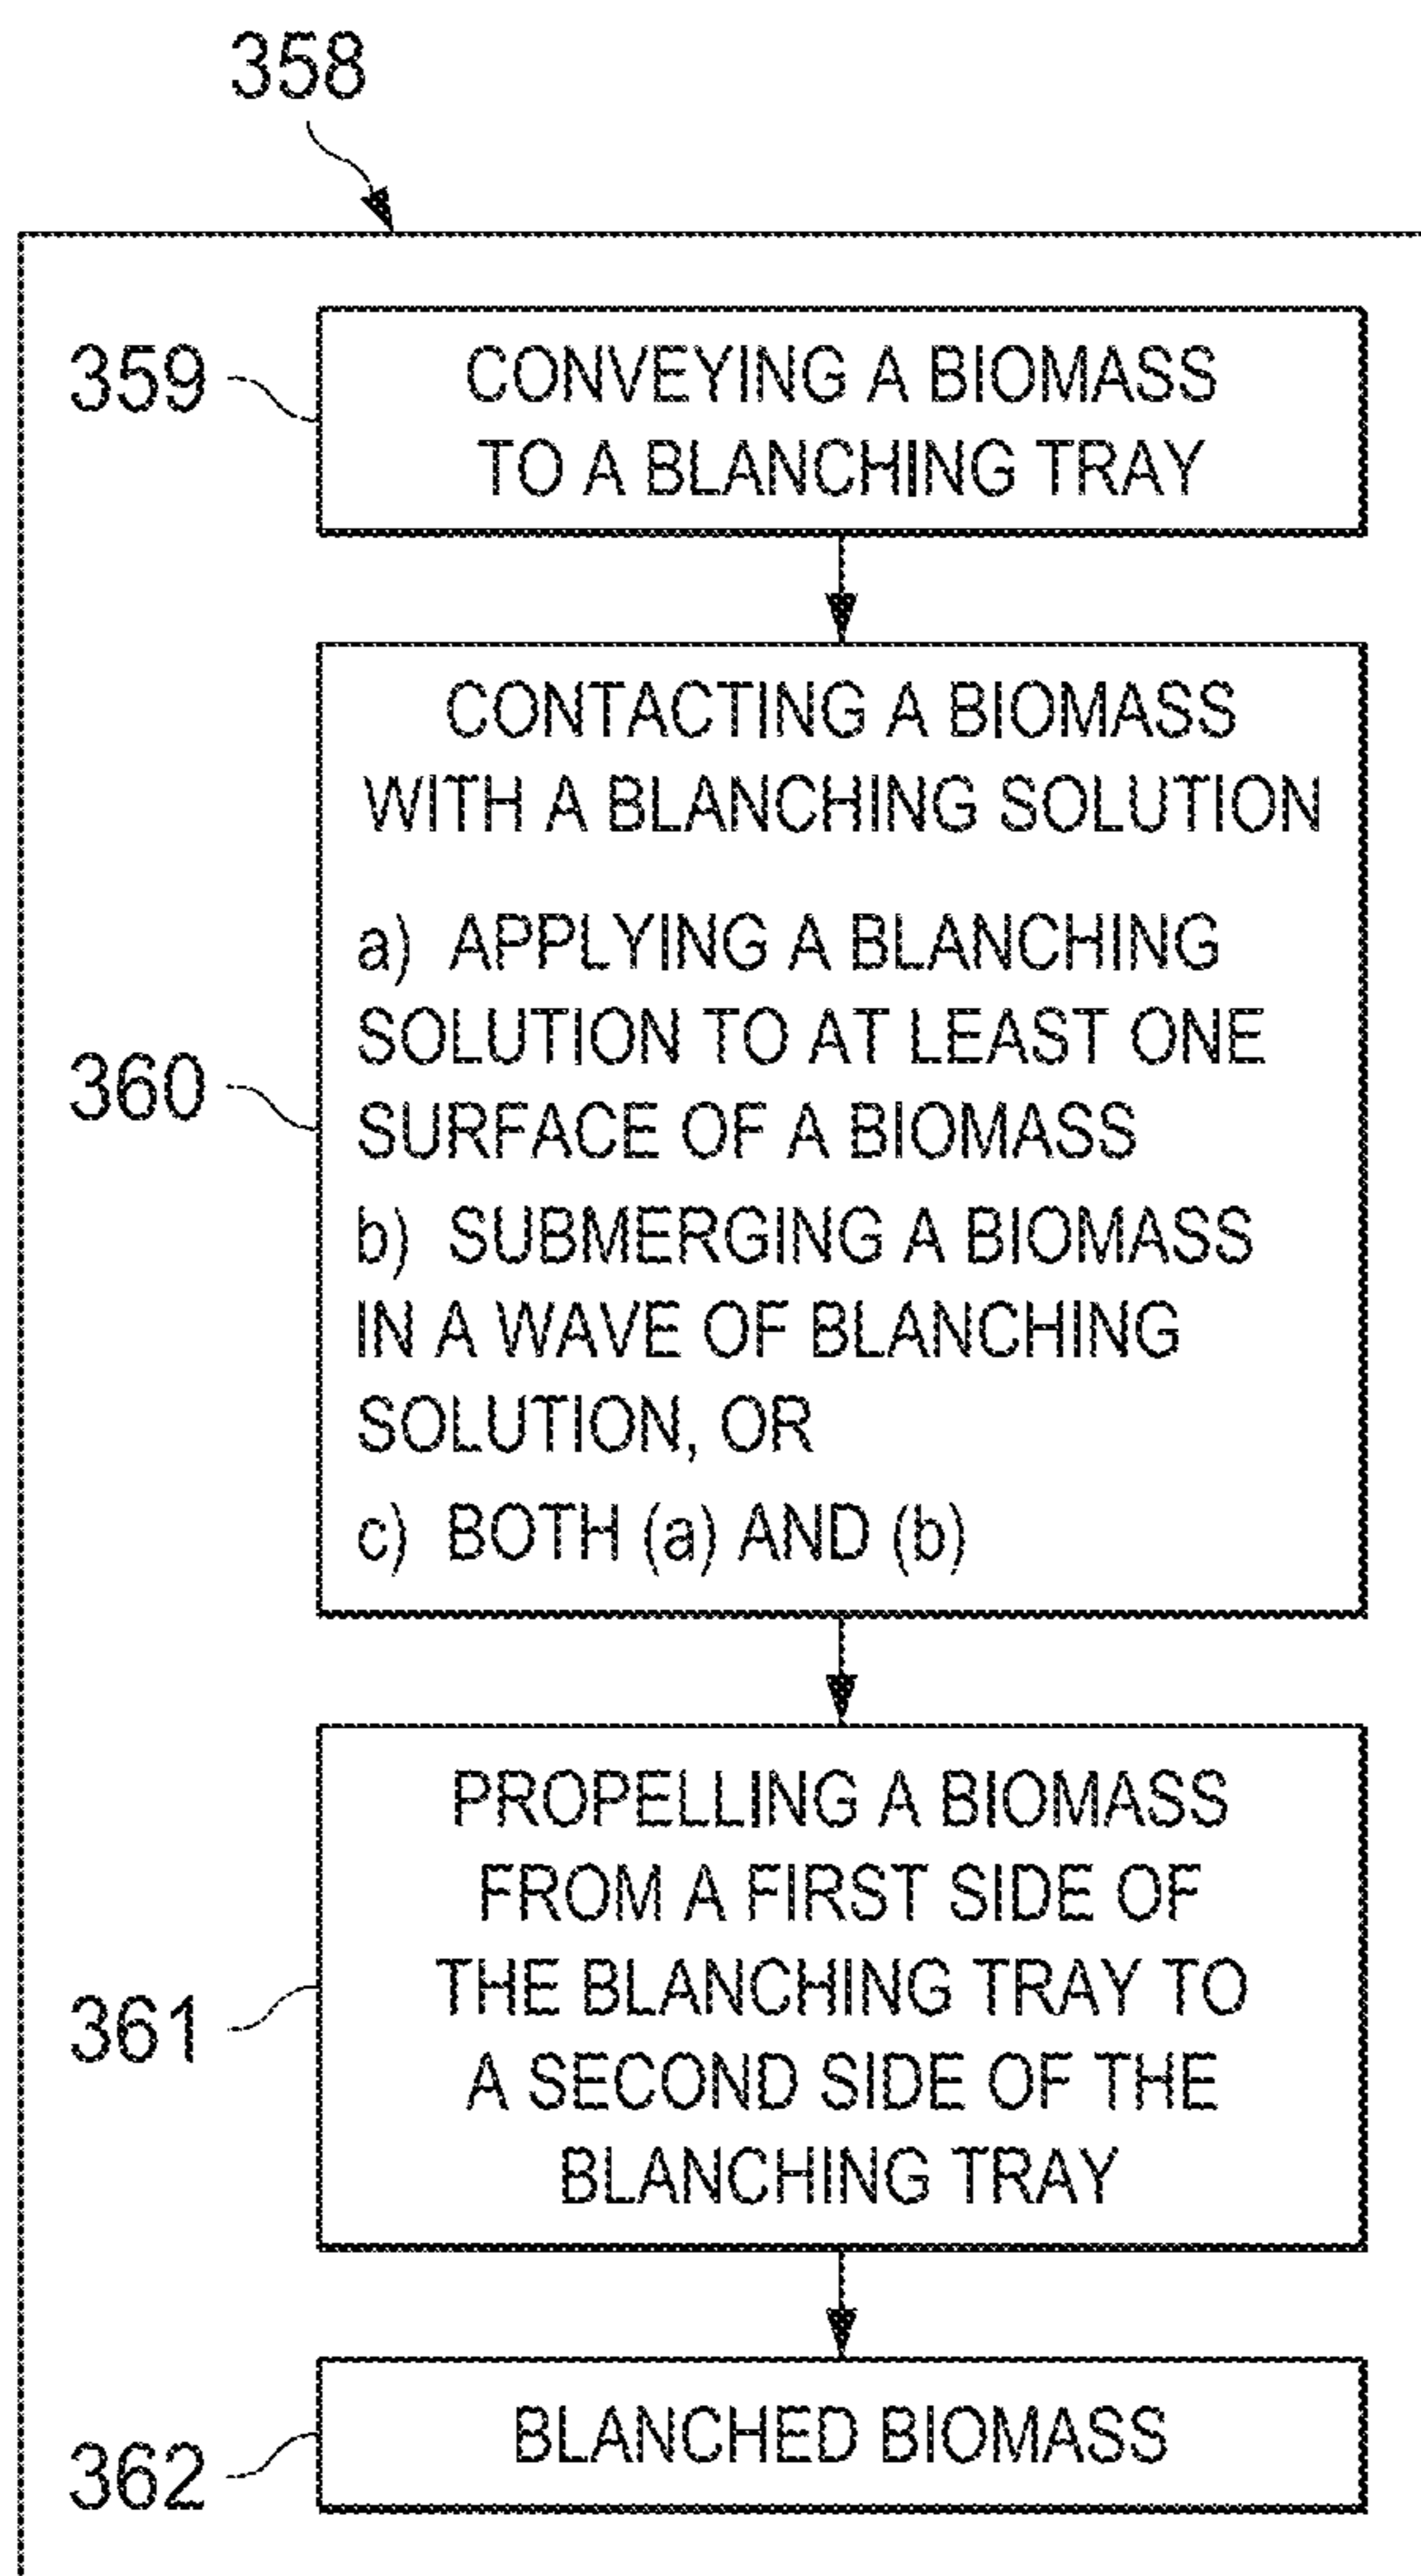 358
359
CONVEYING A BIOMASS
TO A BLANCHING TRAY
360
CONTACTING A BIOMASS
WITH A BLANCHING SOLUTION
a) APPLYING A BLANCHING
SOLUTION TO AT LEAST ONE
SURFACE OF A BIOMASS
b) SUBMERGING A BIOMASS
IN A WAVE OF BLANCHING
SOLUTION, OR
c) BOTH (a) AND (b)
361
PROPELLING A BIOMASS
FROM A FIRST SIDE OF
THE BLANCHING TRAY TO
A SECOND SIDE OF THE
BLANCHING TRAY
362
BLANCHED BIOMASS